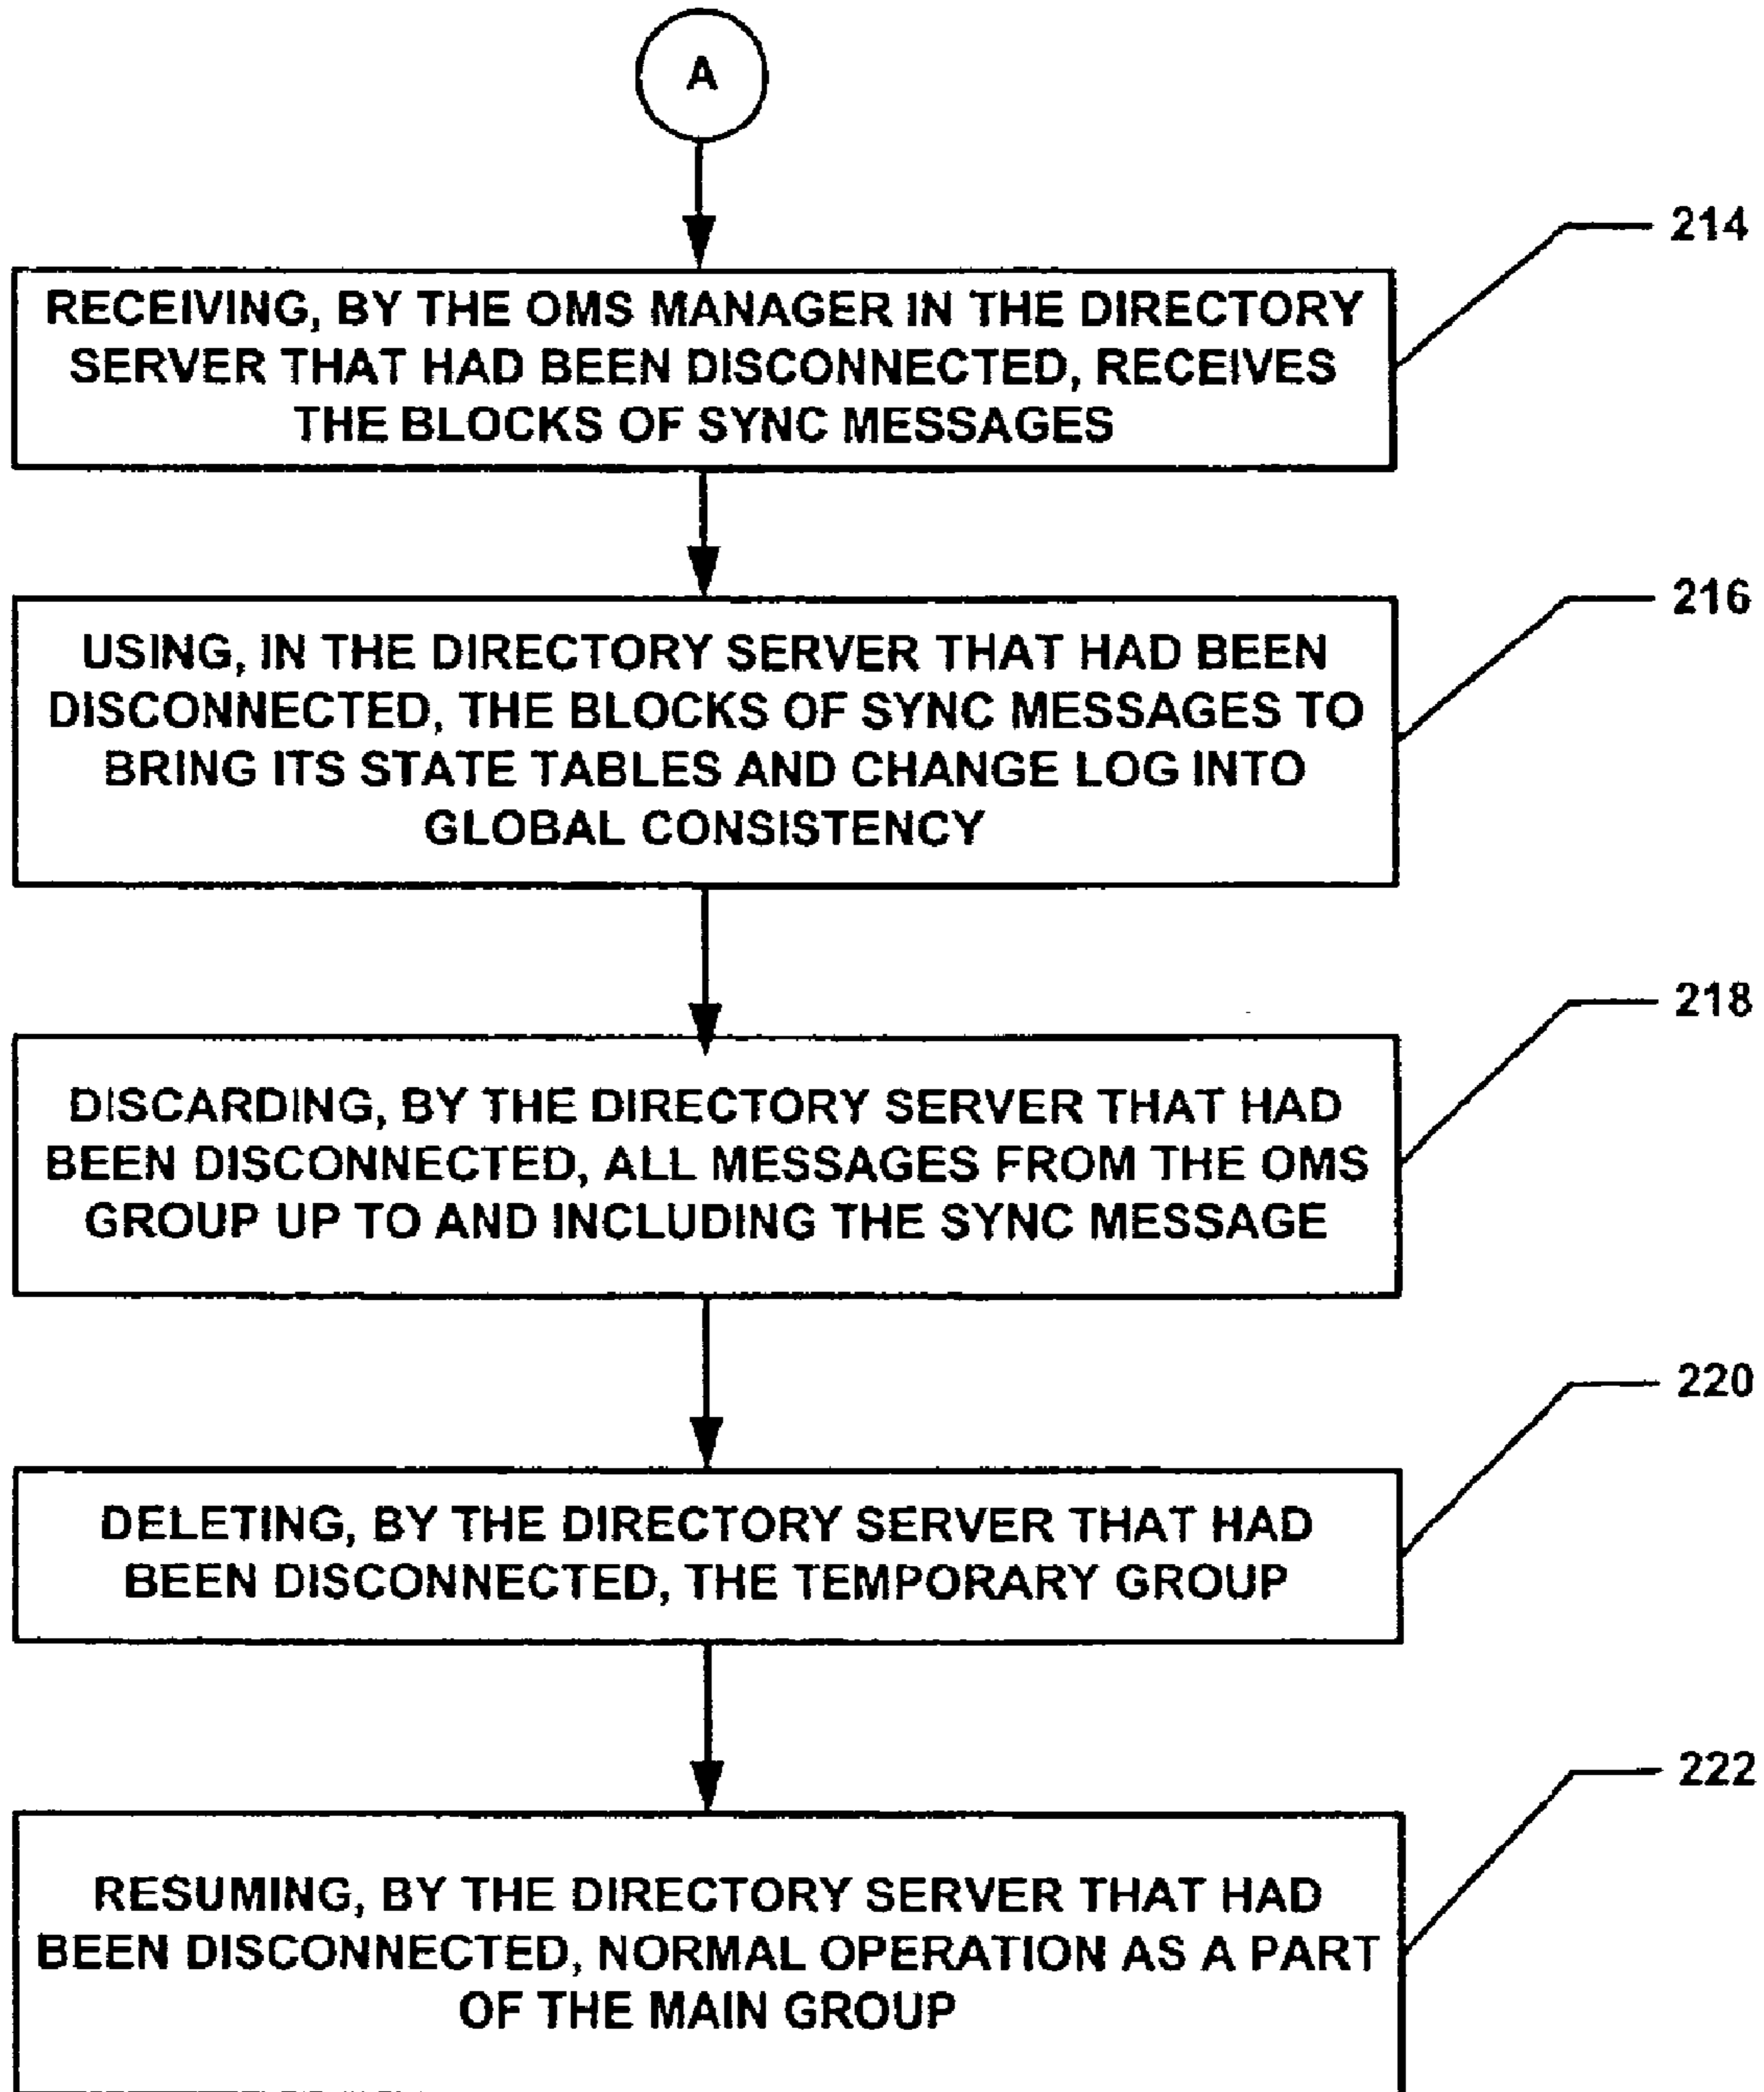 A
214
RECEIVING, BY THE OMS MANAGER IN THE DIRECTORY
SERVER THAT HAD BEEN DISCONNECTED, RECEIVES
THE BLOCKS OF SYNC MESSAGES
216
USING, IN THE DIRECTORY SERVER THAT HAD BEEN
DISCONNECTED, THE BLOCKS OF SYNC MESSAGES TO
BRING ITS STATE TABLES AND CHANGE LOG INTO
GLOBAL CONSISTENCY
218
DISCARDING, BY THE DIRECTORY SERVER THAT HAD
BEEN DISCONNECTED, ALL MESSAGES FROM THE OMS
GROUP UP TO AND INCLUDING THE SYNC MESSAGE
220
DELETING, BY THE DIRECTORY SERVER THAT HAD
BEEN DISCONNECTED, THE TEMPORARY GROUP
222
RESUMING, BY THE DIRECTORY SERVER THAT HAD
BEEN DISCONNECTED, NORMAL OPERATION AS A PART
OF THE MAIN GROUP